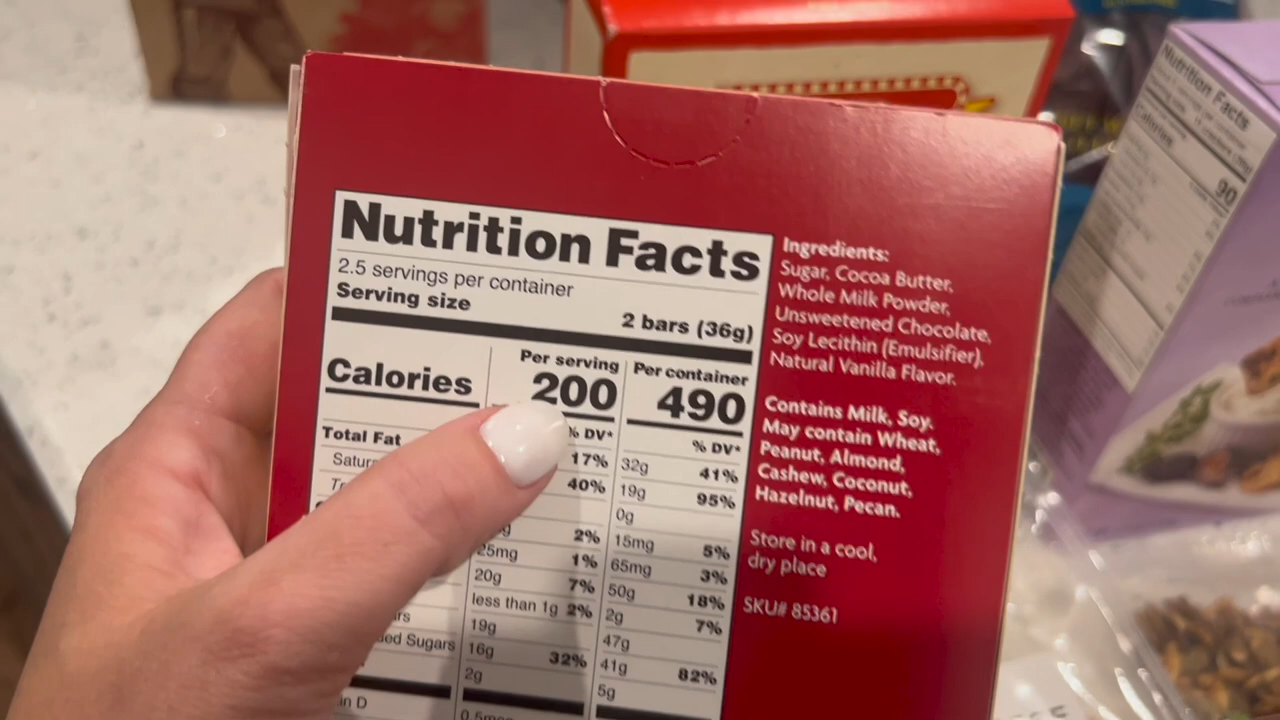 Nutrition Facts
2.5 servings per container
Serving size 2 bars (36g)
Per serving Per container
Calories 200 490
% DV* % DV*
Total Fat 17% 32g 41%
40% 19g 95%
0g
2% 15mg 5%
25mg 1% 65mg 3%
20g 7% 50g 18%
less than 1g 2% 2g 7%
19g 47g
16g 32% 41g 82%
2g 5g
Ingredients:
Sugar, Cocoa Butter,
Whole Milk Powder,
Unsweetened Chocolate,
Soy Lecithin (Emulsifier),
Natural Vanilla Flavor.
Contains Milk, Soy.
May contain Wheat,
Peanut, Almond,
Cashew, Coconut,
Hazelnut, Pecan.
Store in a cool,
dry place
SKU# 85361
Nutrition Facts
Calories 90